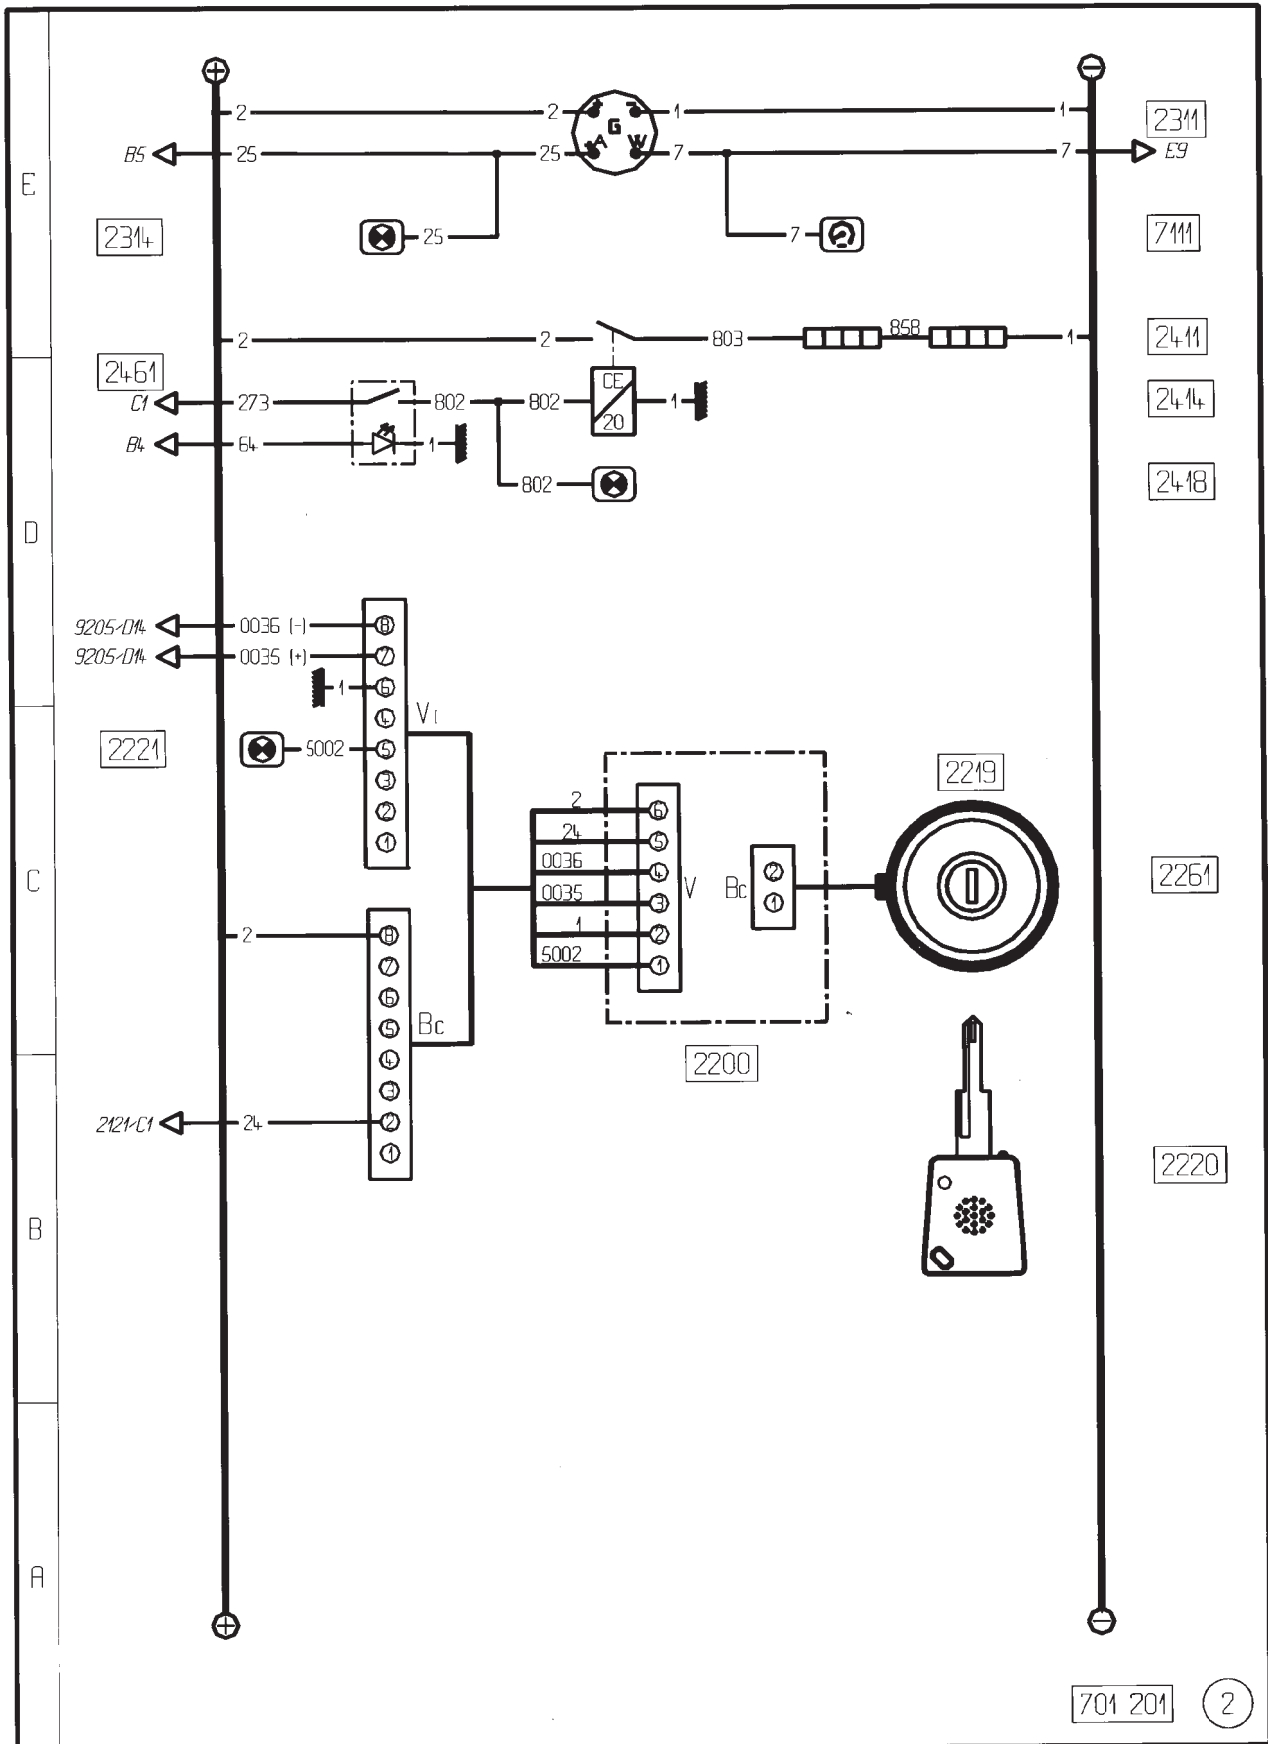 2 2 + - 1 1 2311
G
B5 25 25 +A W 7 7 E9
E
2314 25 7 7111
2 2 803 858 1 2411
2461
C1 273 802 802 CE 20 1 2414
B4 64 1
802 2418
D
9205/D14 0036 (-) 8
9205/D14 0035 (+) 7
1 6
4 VI
2221 5002 5
3
2
1
2 6
24 5
0036 4
0035 3
1 2
5002 1
V
Bc 2
1
2219
C
2261
2 8
7
6
5 Bc
4
3
2121/C1 24 2
1
2200
2220
B
A
701 201 2